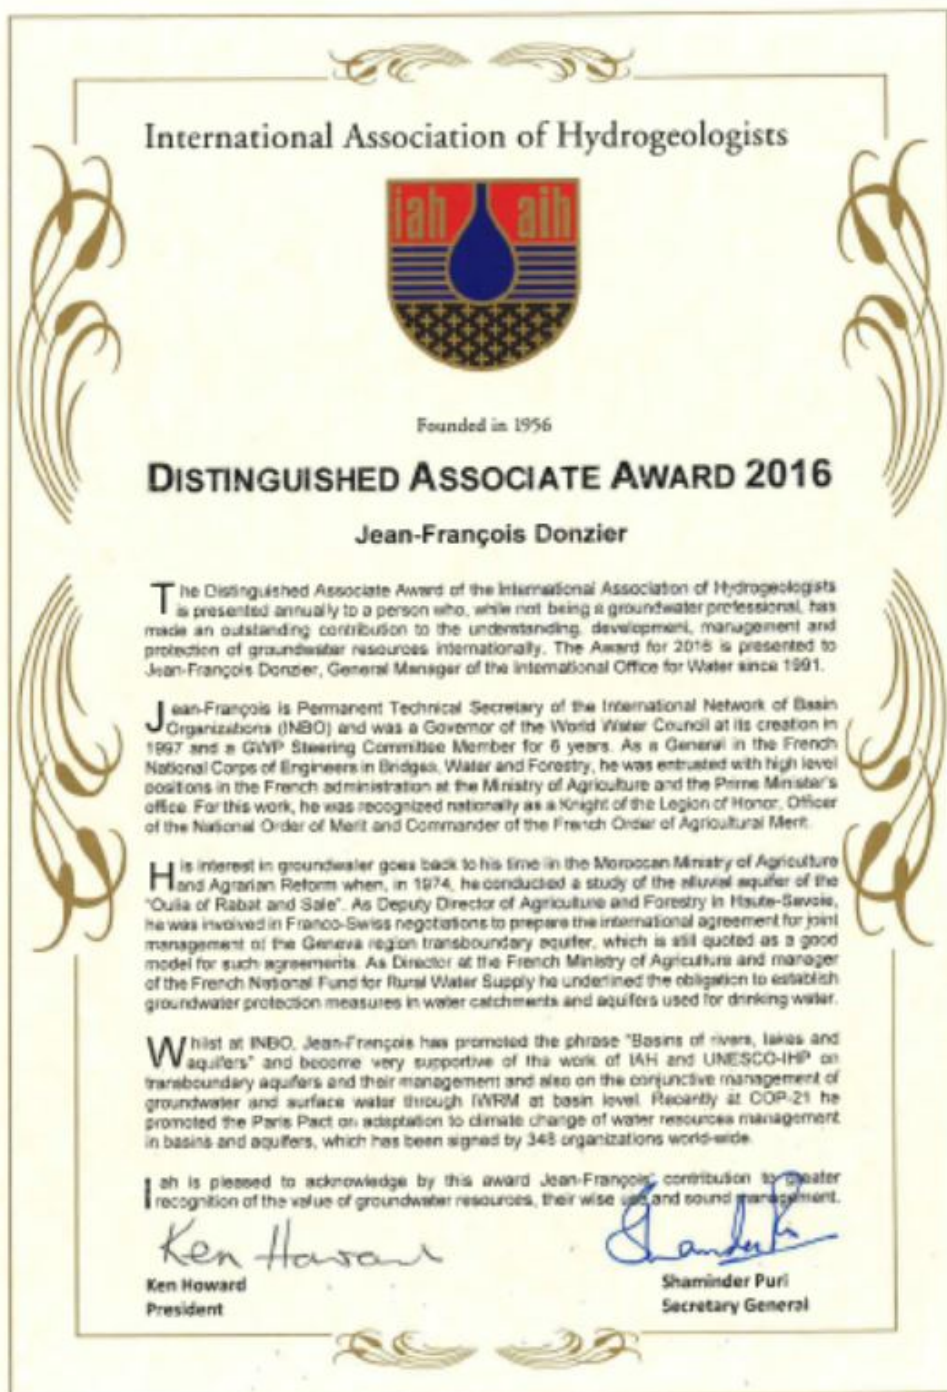 International Association of Hydrogeologists
iah aih
Founded in 1956
DISTINGUISHED ASSOCIATE AWARD 2016
Jean-François Donzier
The Distinguished Associate Award of the International Association of Hydrogeologists
is presented annually to a person who, while not being a groundwater professional, has
made an outstanding contribution to the understanding, development, management and
protection of groundwater resources internationally. The Award for 2016 is presented to
Jean-François Donzier, General Manager of the International Office for Water since 1991.
Jean-François is Permanent Technical Secretary of the International Network of Basin
Organizations (INBO) and was a Governor of the World Water Council at its creation in
1997 and a GWP Steering Committee Member for 6 years. As a General in the French
National Corps of Engineers in Bridges, Water and Forestry, he was entrusted with high level
positions in the French administration at the Ministry of Agriculture and the Prime Minister's
office. For this work, he was recognized nationally as a Knight of the Legion of Honor, Officer
of the National Order of Merit and Commander of the French Order of Agricultural Merit.
His interest in groundwater goes back to his time in the Moroccan Ministry of Agriculture
and Agrarian Reform when, in 1974, he conducted a study of the alluvial aquifer of the
"Oulja of Rabat and Sale". As Deputy Director of Agriculture and Forestry in Haute-Savoie,
he was involved in Franco-Swiss negotiations to prepare the international agreement for joint
management of the Geneva region transboundary aquifer, which is still quoted as a good
model for such agreements. As Director at the French Ministry of Agriculture and manager
of the French National Fund for Rural Water Supply he underlined the obligation to establish
groundwater protection measures in water catchments and aquifers used for drinking water.
Whilst at INBO, Jean-François has promoted the phrase "Basins of rivers, lakes and
aquifers" and become very supportive of the work of IAH and UNESCO-IHP on
transboundary aquifers and their management and also on the conjunctive management of
groundwater and surface water through IWRM at basin level. Recently at COP-21 he
promoted the Paris Pact on adaptation to climate change of water resources management
in basins and aquifers, which has been signed by 348 organizations world-wide.
Iah is pleased to acknowledge by this award Jean-François' contribution to greater
recognition of the value of groundwater resources, their wise use and sound management.
Ken Howard Shaminder Puri
Ken Howard Shaminder Puri
President Secretary General